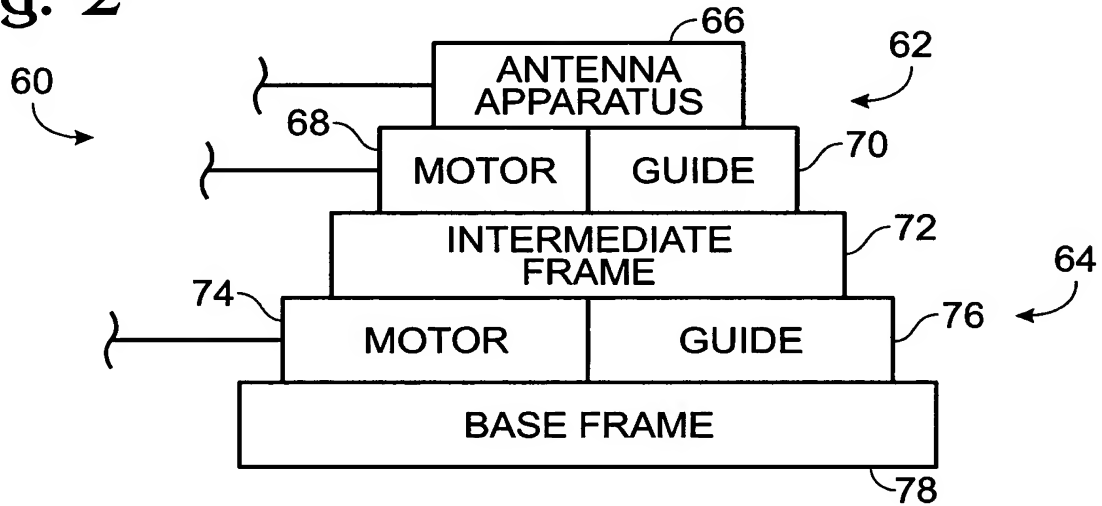 g. 2
66
60
ANTENNA
APPARATUS
62
68
MOTOR
GUIDE
70
INTERMEDIATE
FRAME
72
64
74
MOTOR
GUIDE
76
BASE FRAME
78